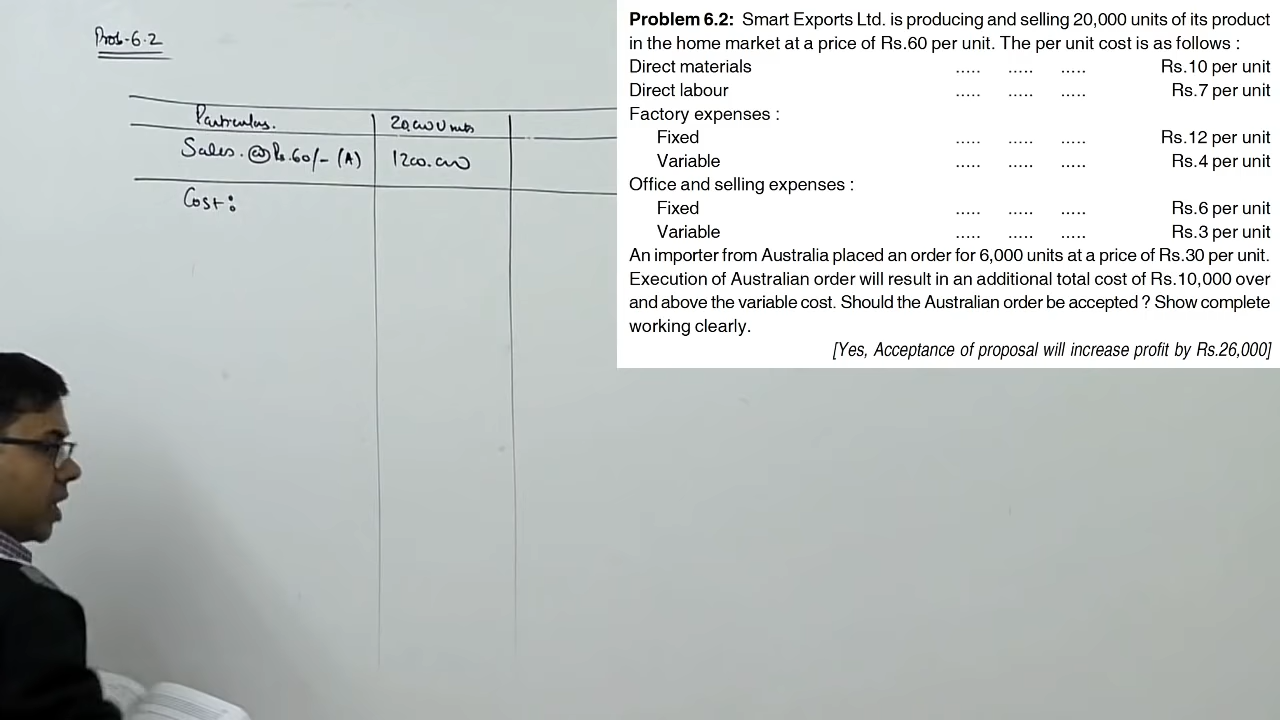 Prob-6.2
Particulars. 20,000 Units
Sales. @ Rs.60/- (A) 1200.000
Cost:
Problem 6.2: Smart Exports Ltd. is producing and selling 20,000 units of its product
in the home market at a price of Rs.60 per unit. The per unit cost is as follows :
Direct materials ..... ..... ..... Rs.10 per unit
Direct labour ..... ..... ..... Rs.7 per unit
Factory expenses :
Fixed ..... ..... ..... Rs.12 per unit
Variable ..... ..... ..... Rs.4 per unit
Office and selling expenses :
Fixed ..... ..... ..... Rs.6 per unit
Variable ..... ..... ..... Rs.3 per unit
An importer from Australia placed an order for 6,000 units at a price of Rs.30 per unit.
Execution of Australian order will result in an additional total cost of Rs.10,000 over
and above the variable cost. Should the Australian order be accepted ? Show complete
working clearly.
[Yes, Acceptance of proposal will increase profit by Rs.26,000]